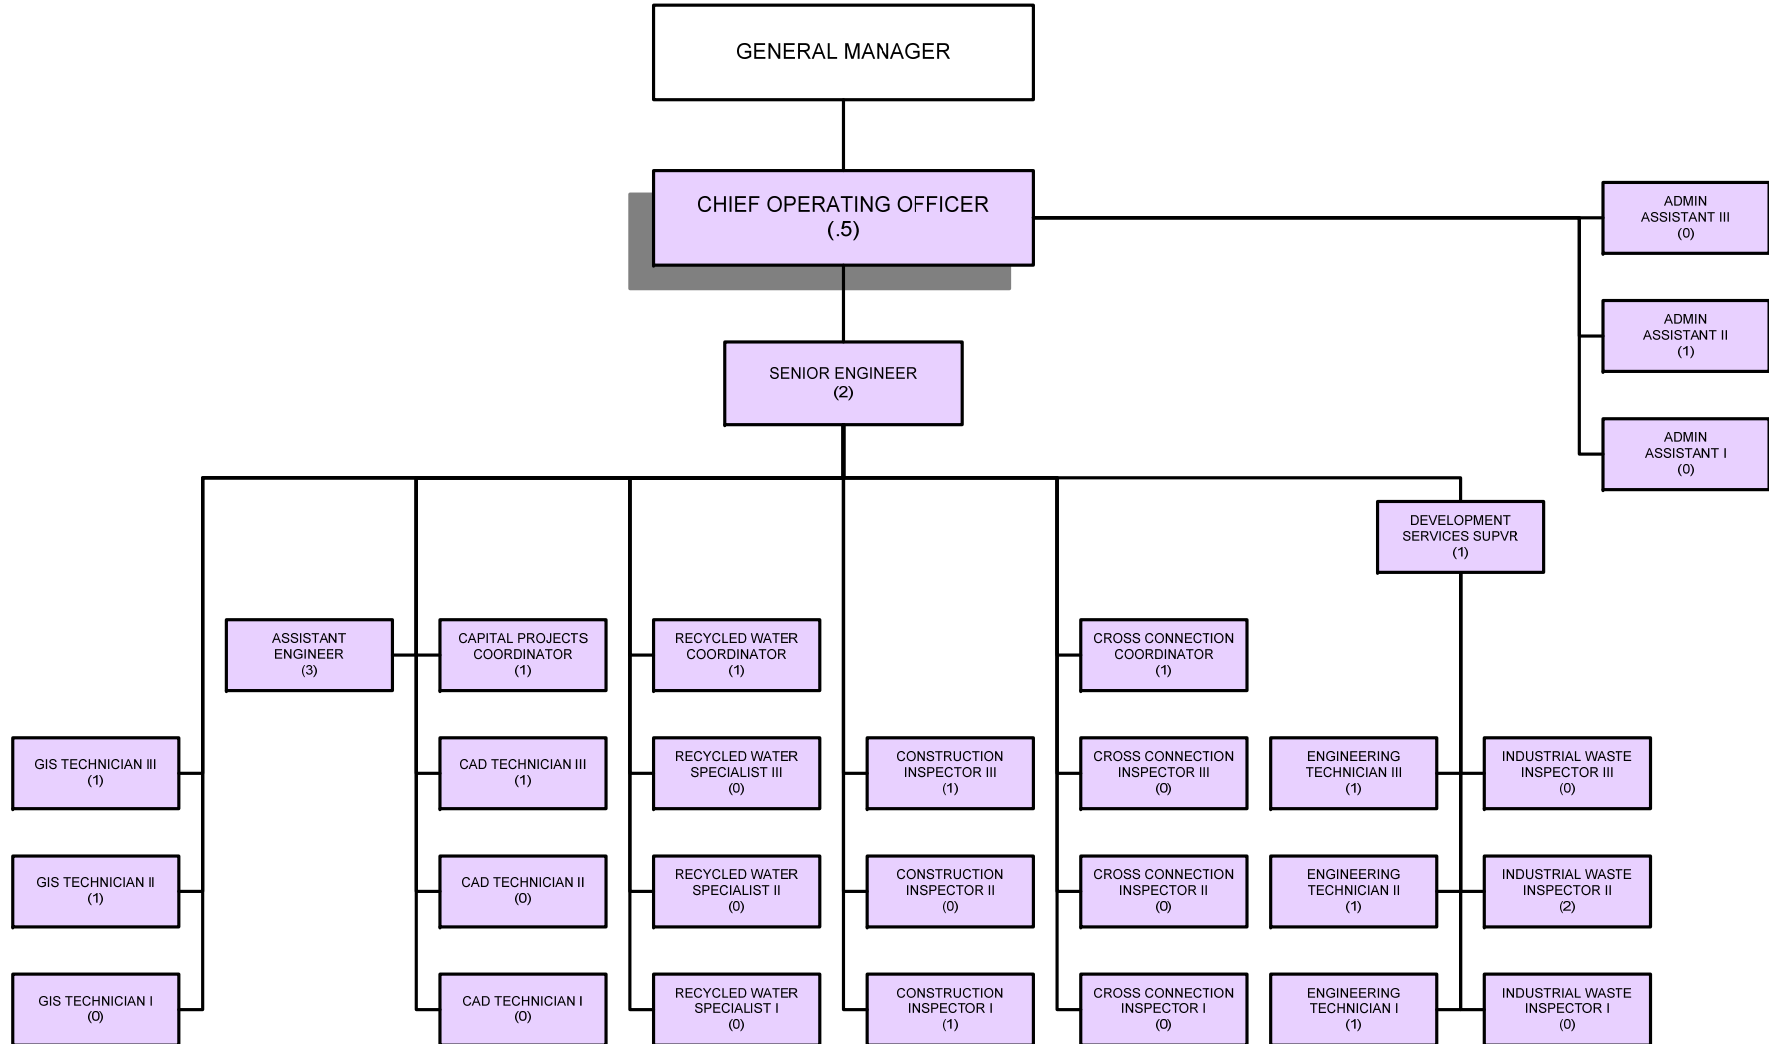 GENERAL MANAGER
CHIEF OPERATING OFFICER
(.5)
ADMIN
ASSISTANT III
(0)
ADMIN
ASSISTANT II
(1)
ADMIN
ASSISTANT I
(0)
SENIOR ENGINEER
(2)
DEVELOPMENT
SERVICES SUPVR
(1)
ASSISTANT
ENGINEER
(3)
CAPITAL PROJECTS
COORDINATOR
(1)
RECYCLED WATER
COORDINATOR
(1)
CROSS CONNECTION
COORDINATOR
(1)
GIS TECHNICIAN III
(1)
CAD TECHNICIAN III
(1)
RECYCLED WATER
SPECIALIST III
(0)
CONSTRUCTION
INSPECTOR III
(1)
CROSS CONNECTION
INSPECTOR III
(0)
ENGINEERING
TECHNICIAN III
(1)
INDUSTRIAL WASTE
INSPECTOR III
(0)
GIS TECHNICIAN II
(1)
CAD TECHNICIAN II
(0)
RECYCLED WATER
SPECIALIST II
(0)
CONSTRUCTION
INSPECTOR II
(0)
CROSS CONNECTION
INSPECTOR II
(0)
ENGINEERING
TECHNICIAN II
(1)
INDUSTRIAL WASTE
INSPECTOR II
(2)
GIS TECHNICIAN I
(0)
CAD TECHNICIAN I
(0)
RECYCLED WATER
SPECIALIST I
(0)
CONSTRUCTION
INSPECTOR I
(1)
CROSS CONNECTION
INSPECTOR I
(0)
ENGINEERING
TECHNICIAN I
(1)
INDUSTRIAL WASTE
INSPECTOR I
(0)